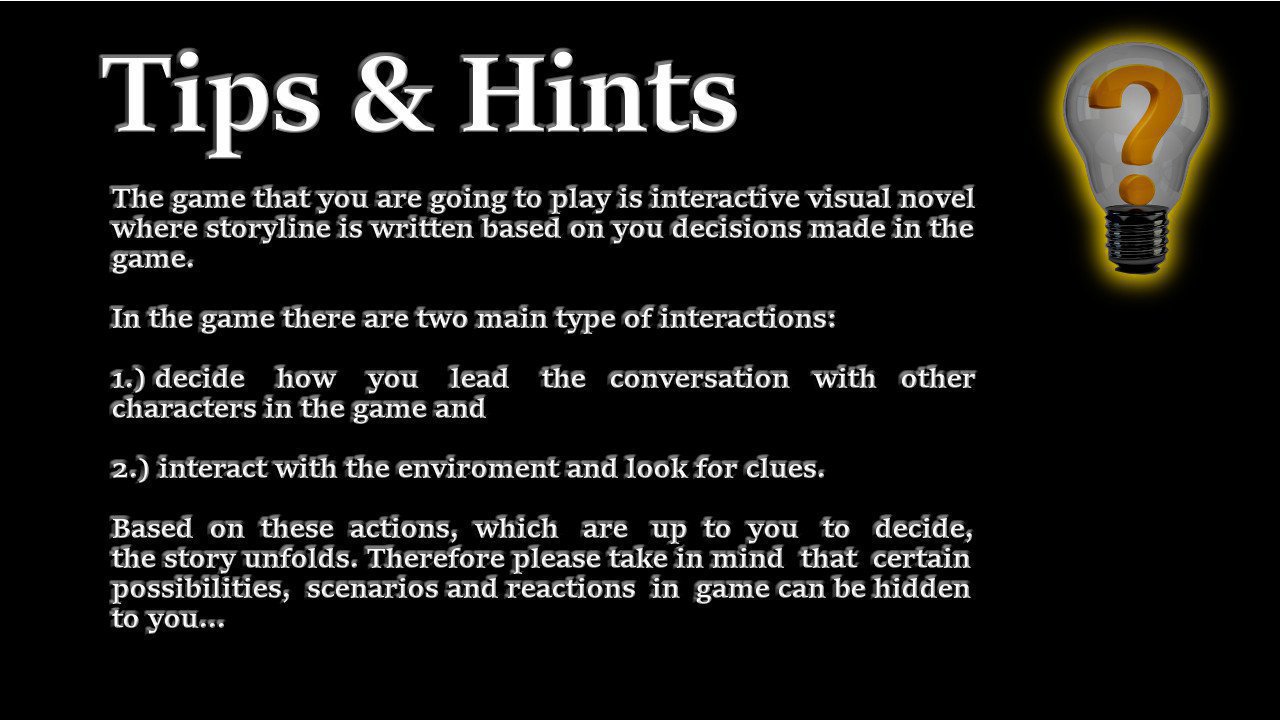 Tips & Hints
?
The game that you are going to play is interactive visual novel
where storyline is written based on you decisions made in the
game.
In the game there are two main type of interactions:
1.) decide how you lead the conversation with other
characters in the game and
2.) interact with the enviroment and look for clues.
Based on these actions, which are up to you to decide,
the story unfolds. Therefore please take in mind that certain
possibilities, scenarios and reactions in game can be hidden
to you...